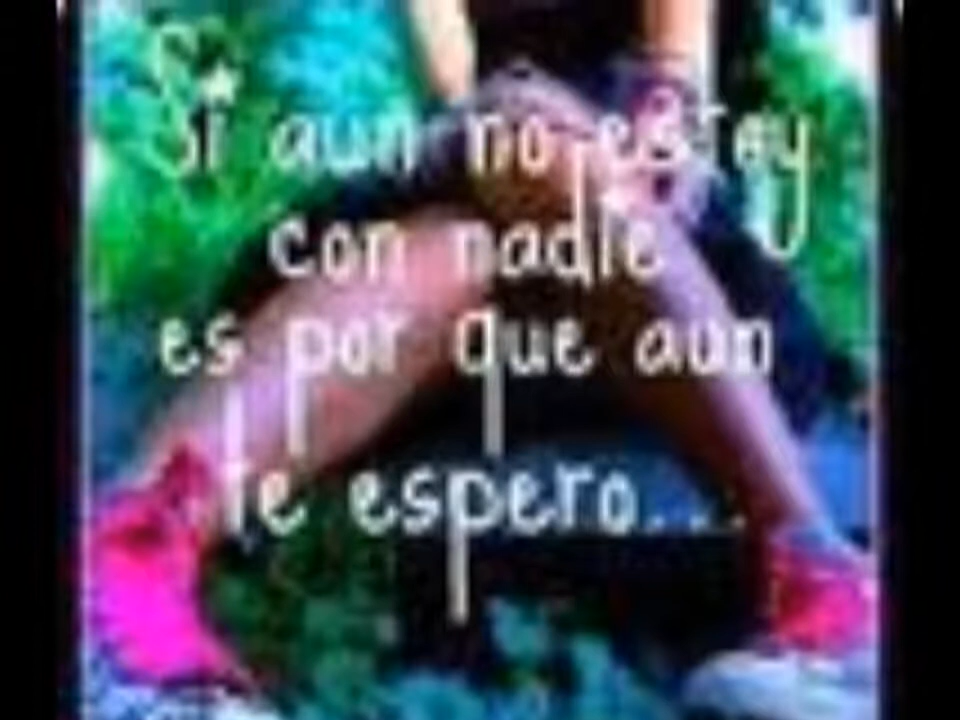 Si aun no estoy
con nadie
es por que aun
te espero...